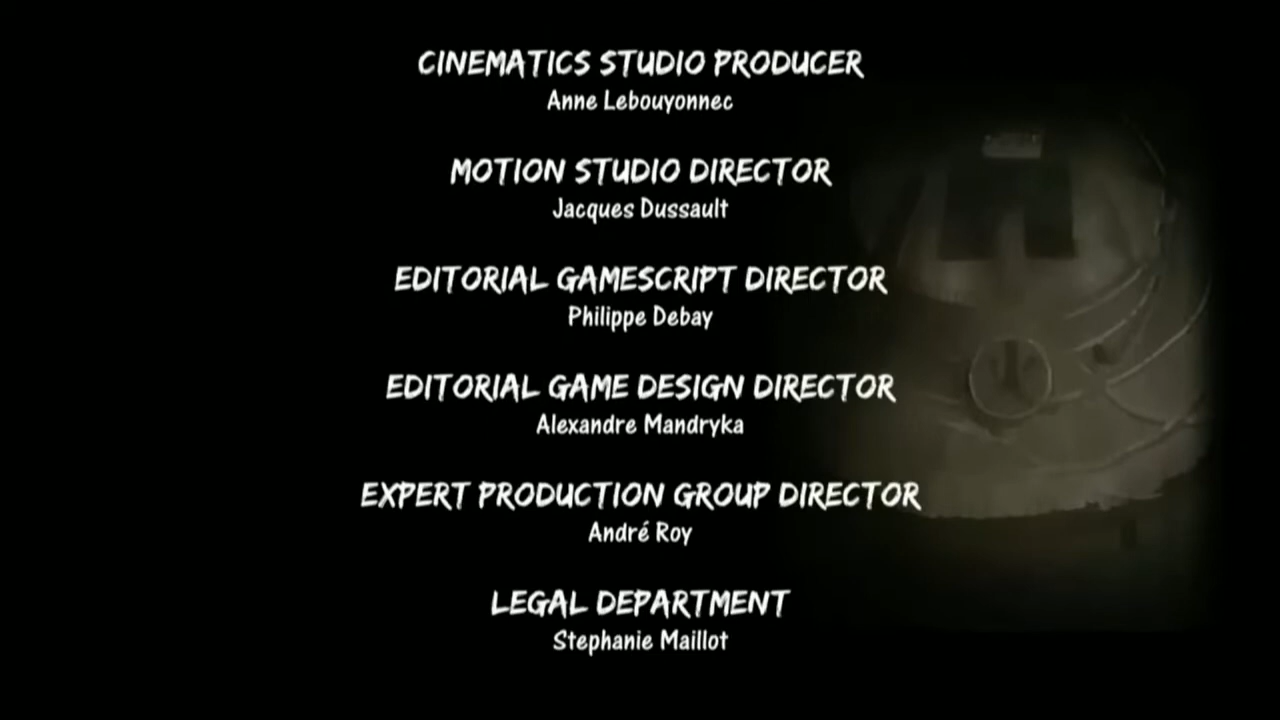 CINEMATICS STUDIO PRODUCER
Anne Lebouyonnec
MOTION STUDIO DIRECTOR
Jacques Dussault
EDITORIAL GAMESCRIPT DIRECTOR
Philippe Debay
EDITORIAL GAME DESIGN DIRECTOR
Alexandre Mandryka
EXPERT PRODUCTION GROUP DIRECTOR
André Roy
LEGAL DEPARTMENT
Stephanie Maillot